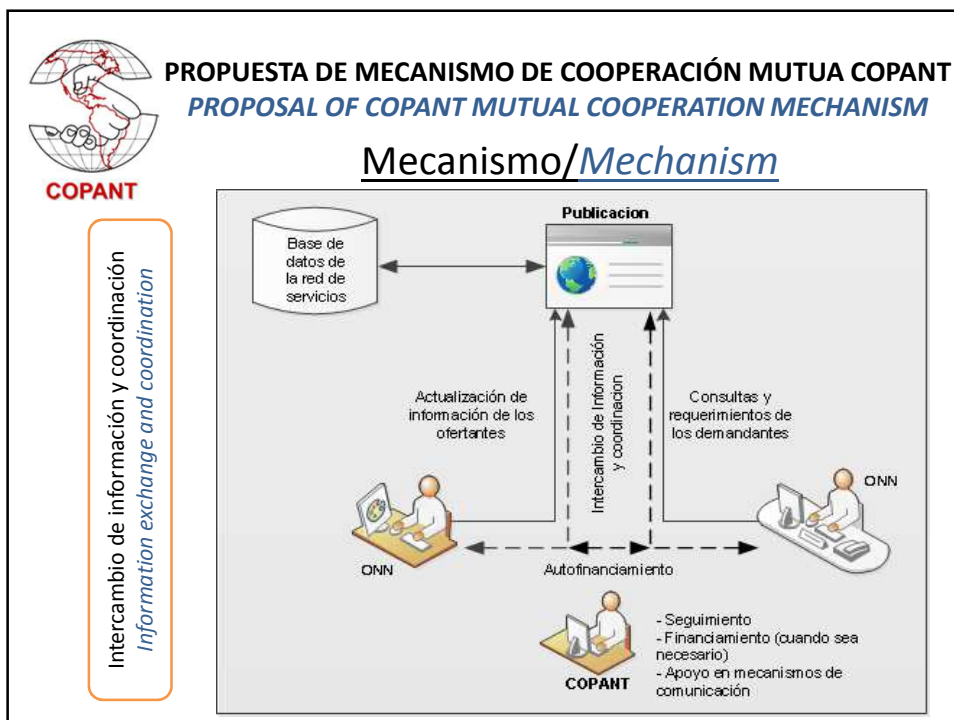 PROPUESTA DE MECANISMO DE COOPERACIÓN MUTUA COPANT
PROPOSAL OF COPANT MUTUAL COOPERATION MECHANISM
Mecanismo/Mechanism
COPANT
Intercambio de información y coordinación
Information exchange and coordination
Base de
datos de
la red de
servicios
Publicacion
Actualización de
información de los
ofertantes
Intercambio de Información
y coordinacion
Consultas y
requerimientos de
los demandantes
ONN
ONN
Autofinanciamiento
COPANT
- Seguimiento
- Financiamiento (cuando sea
necesario)
- Apoyo en mecanismos de
comunicación